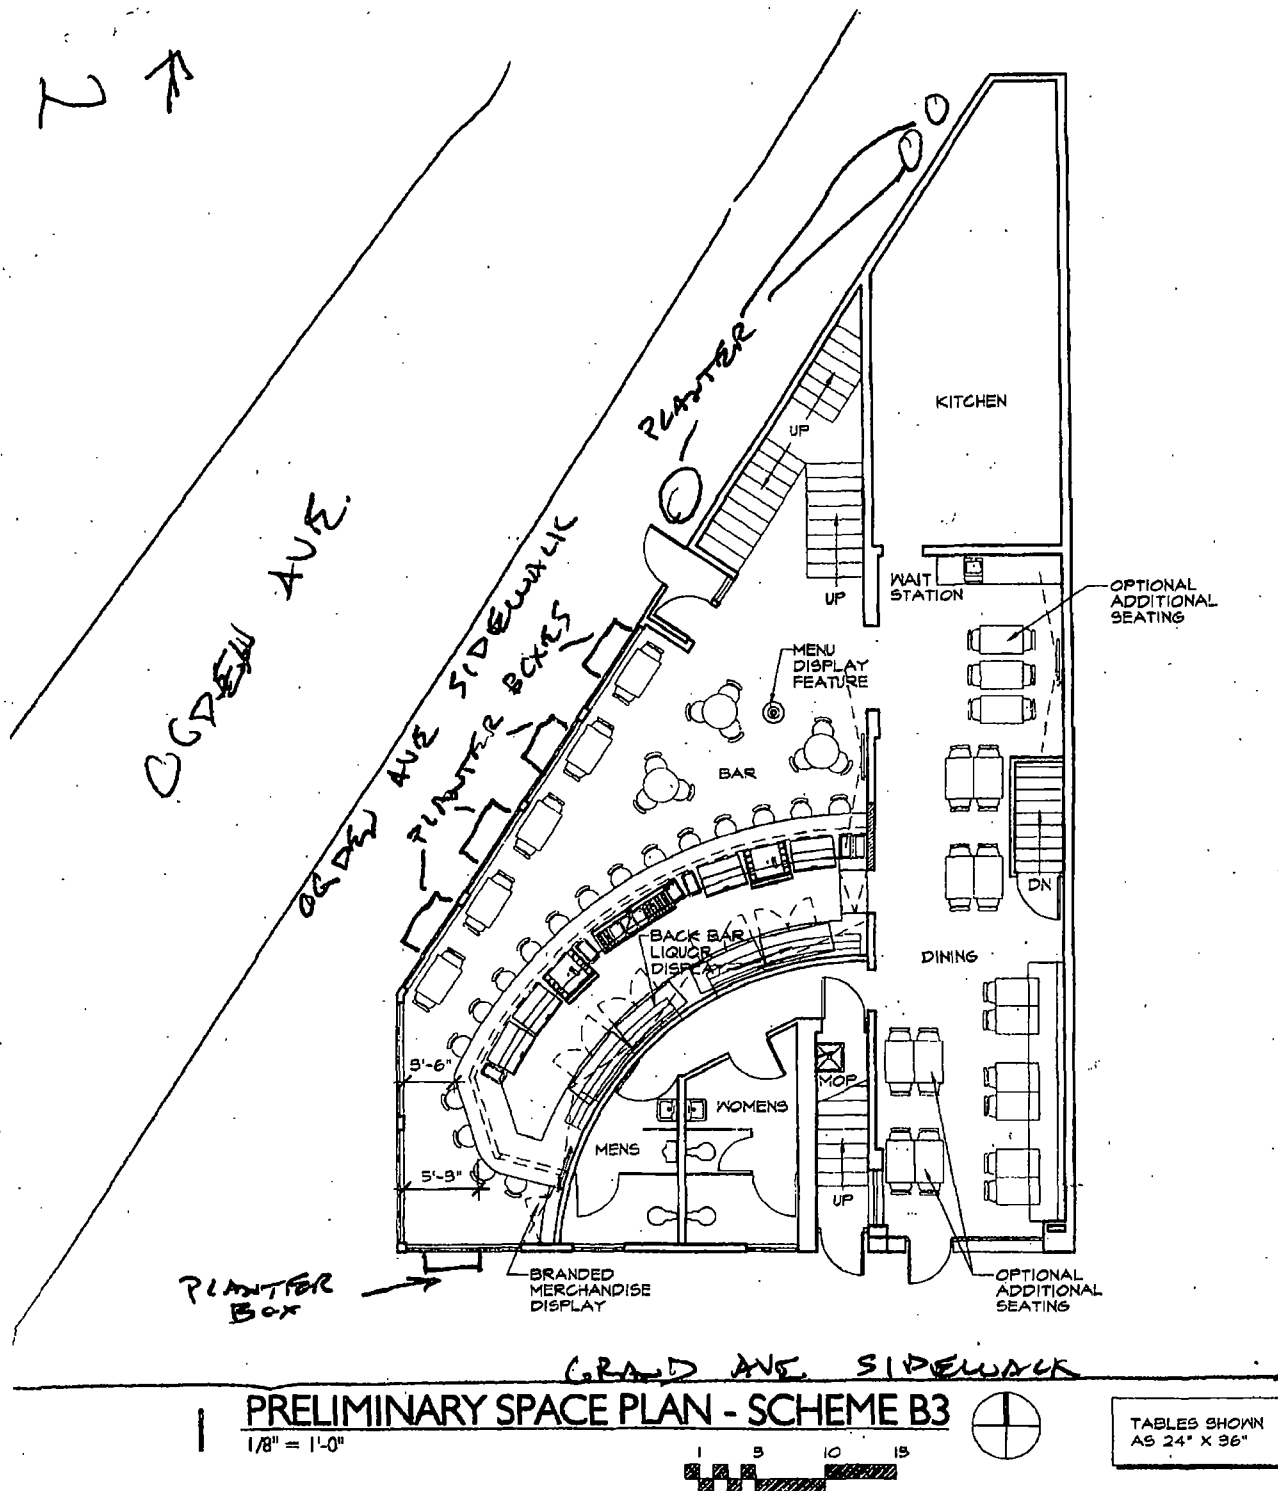 N
PLANTER
OGDEN AVE.
OGDEN AVE SIDEWALK
PLANTER BOXES
KITCHEN
UP
UP
UP
WAIT
STATION
OPTIONAL
ADDITIONAL
SEATING
MENU
DISPLAY
FEATURE
BAR
DN
BACK BAR
LIQUOR
DISPLAY
DINING
3'-6"
MOP
WOMENS
MENS
5'-3"
UP
PLANTER
BOX
BRANDED
MERCHANDISE
DISPLAY
OPTIONAL
ADDITIONAL
SEATING
GRAND AVE. SIDEWALK
1 PRELIMINARY SPACE PLAN - SCHEME B3
1/8" = 1'-0"
1 5 10 15
TABLES SHOWN
AS 24" X 36"